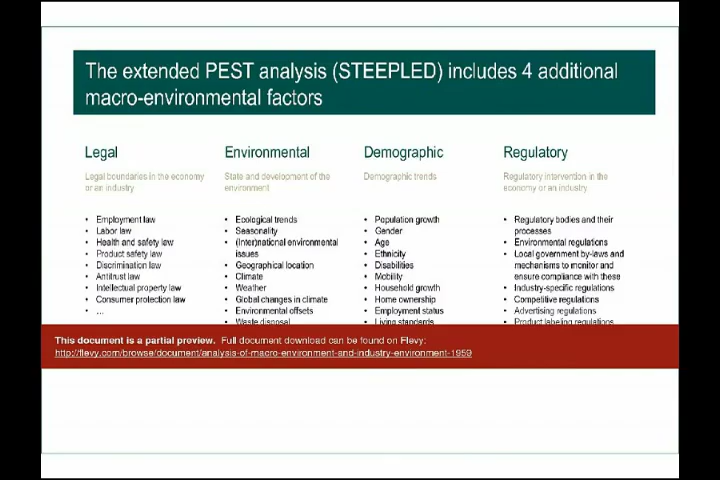 The extended PEST analysis (STEEPLED) includes 4 additional
macro-environmental factors
Legal
Legal boundaries in the economy
or an industry
• Employment law
• Labor law
• Health and safety law
• Product safety law
• Discrimination law
• Antitrust law
• Intellectual property law
• Consumer protection law
• ...
Environmental
State and development of the
environment
• Ecological trends
• Seasonality
• (Inter)national environmental
issues
• Geographical location
• Climate
• Weather
• Global changes in climate
• Environmental offsets
• Waste disposal
Demographic
Demographic trends
• Population growth
• Gender
• Age
• Ethnicity
• Disabilities
• Mobility
• Household growth
• Home ownership
• Employment status
• Living standards
Regulatory
Regulatory intervention in the
economy or an industry
• Regulatory bodies and their
processes
• Environmental regulations
• Local government by-laws and
mechanisms to monitor and
ensure compliance with these
• Industry-specific regulations
• Competitive regulations
• Advertising regulations
• Product labeling regulations
This document is a partial preview. Full document download can be found on Flevy:
http://flevy.com/browse/document/analysis-of-macro-environment-and-industry-environment-1959